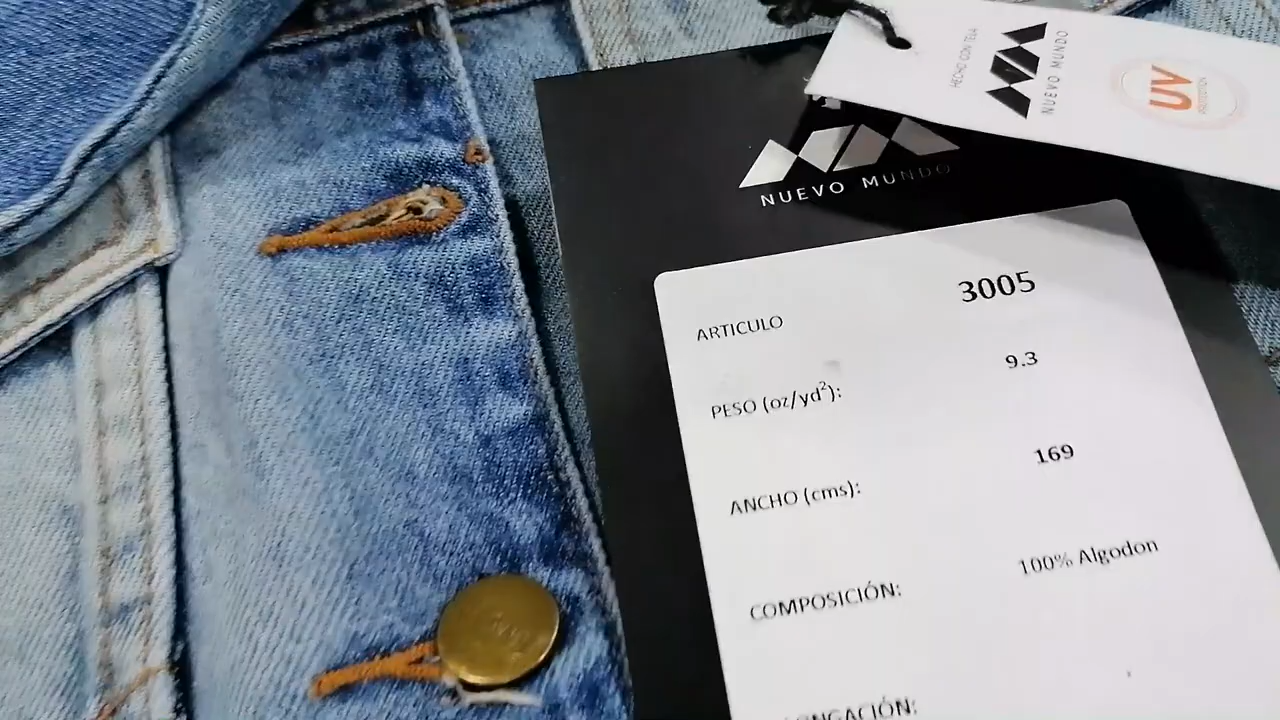 HECHO CON TELA
NUEVO MUNDO
UV
NUEVO MUNDO
ARTICULO 3005
PESO (oz/yd²): 9.3
ANCHO (cms): 169
COMPOSICIÓN: 100% Algodon